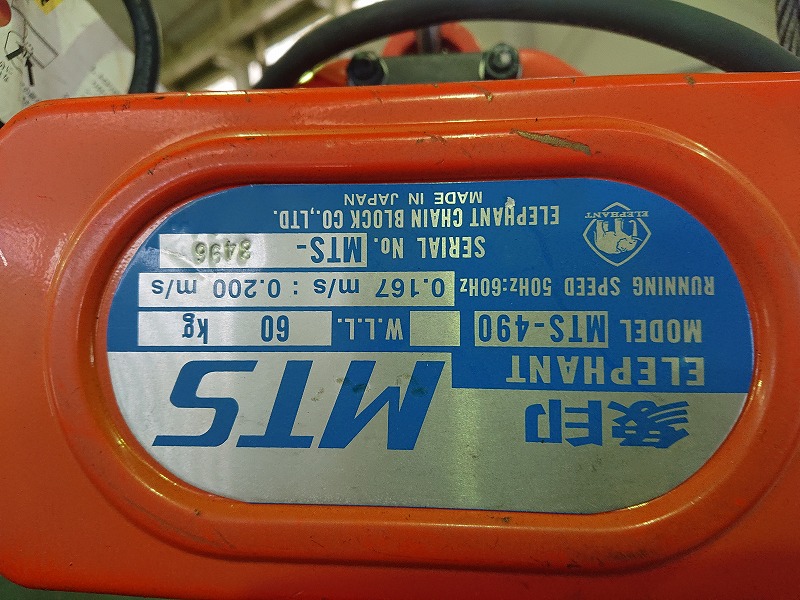 象印 MTS
ELEPHANT
MODEL MTS-490 W.L.L. 60 kg
RUNNING SPEED 50Hz:60Hz 0.167 m/s : 0.200 m/s
SERIAL No. MTS- 8496
ELEPHANT CHAIN BLOCK CO.,LTD.
MADE IN JAPAN
ELEPHANT